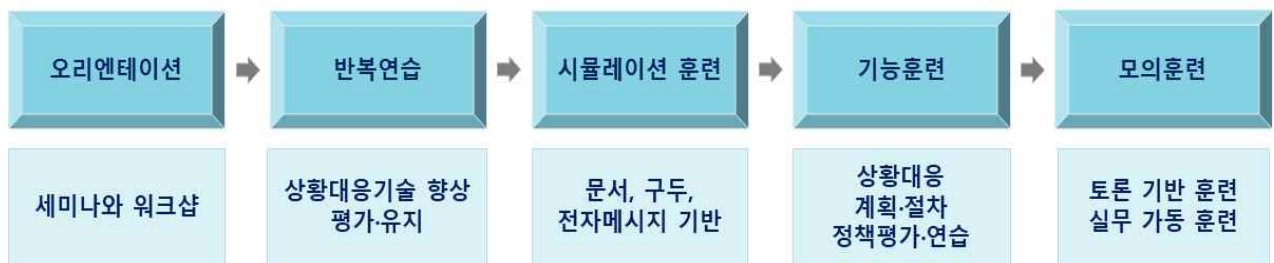 오리엔테이션
반복연습
시뮬레이션 훈련
기능훈련
모의훈련
세미나와 워크샵
상황대응기술 향상
평가·유지
문서, 구두,
전자메시지 기반
상황대응
계획·절차
정책평가·연습
토론 기반 훈련
실무 가동 훈련